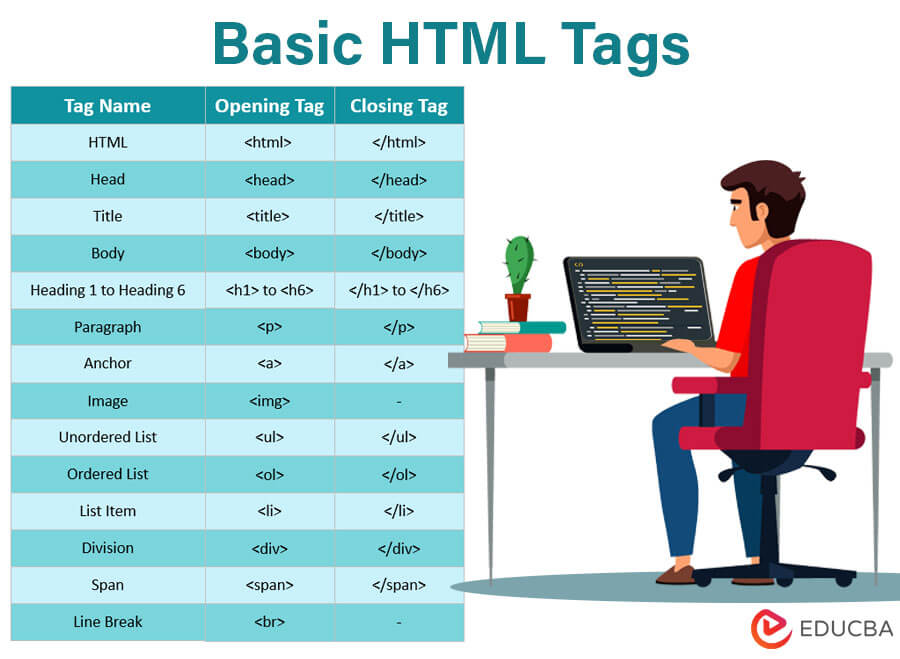 Basic HTML Tags
Tag Name Opening Tag Closing Tag
HTML <html> </html>
Head <head> </head>
Title <title> </title>
Body <body> </body>
Heading 1 to Heading 6 <h1> to <h6> </h1> to </h6>
Paragraph <p> </p>
Anchor <a> </a>
Image <img> -
Unordered List <ul> </ul>
Ordered List <ol> </ol>
List Item <li> </li>
Division <div> </div>
Span <span> </span>
Line Break <br> -
</>
EDUCBA